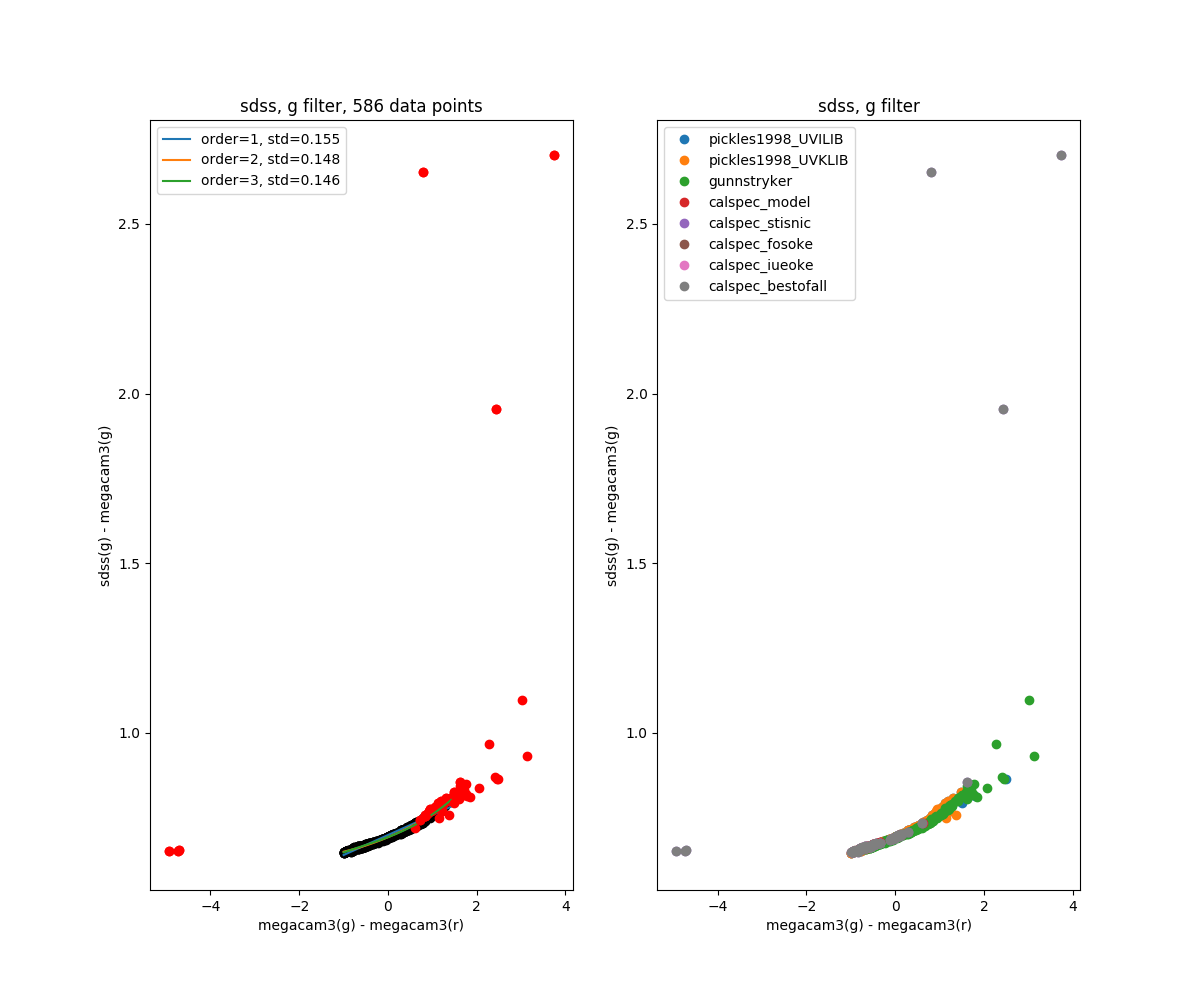 sdss, g filter, 586 data points
order=1, std=0.155
order=2, std=0.148
order=3, std=0.146
2.5
2.0
1.5
1.0
sdss(g) - megacam3(g)
−4
−2
0
2
4
megacam3(g) - megacam3(r)
sdss, g filter
pickles1998_UVILIB
pickles1998_UVKLIB
gunnstryker
calspec_model
calspec_stisnic
calspec_fosoke
calspec_iueoke
calspec_bestofall
2.5
2.0
1.5
1.0
sdss(g) - megacam3(g)
−4
−2
0
2
4
megacam3(g) - megacam3(r)